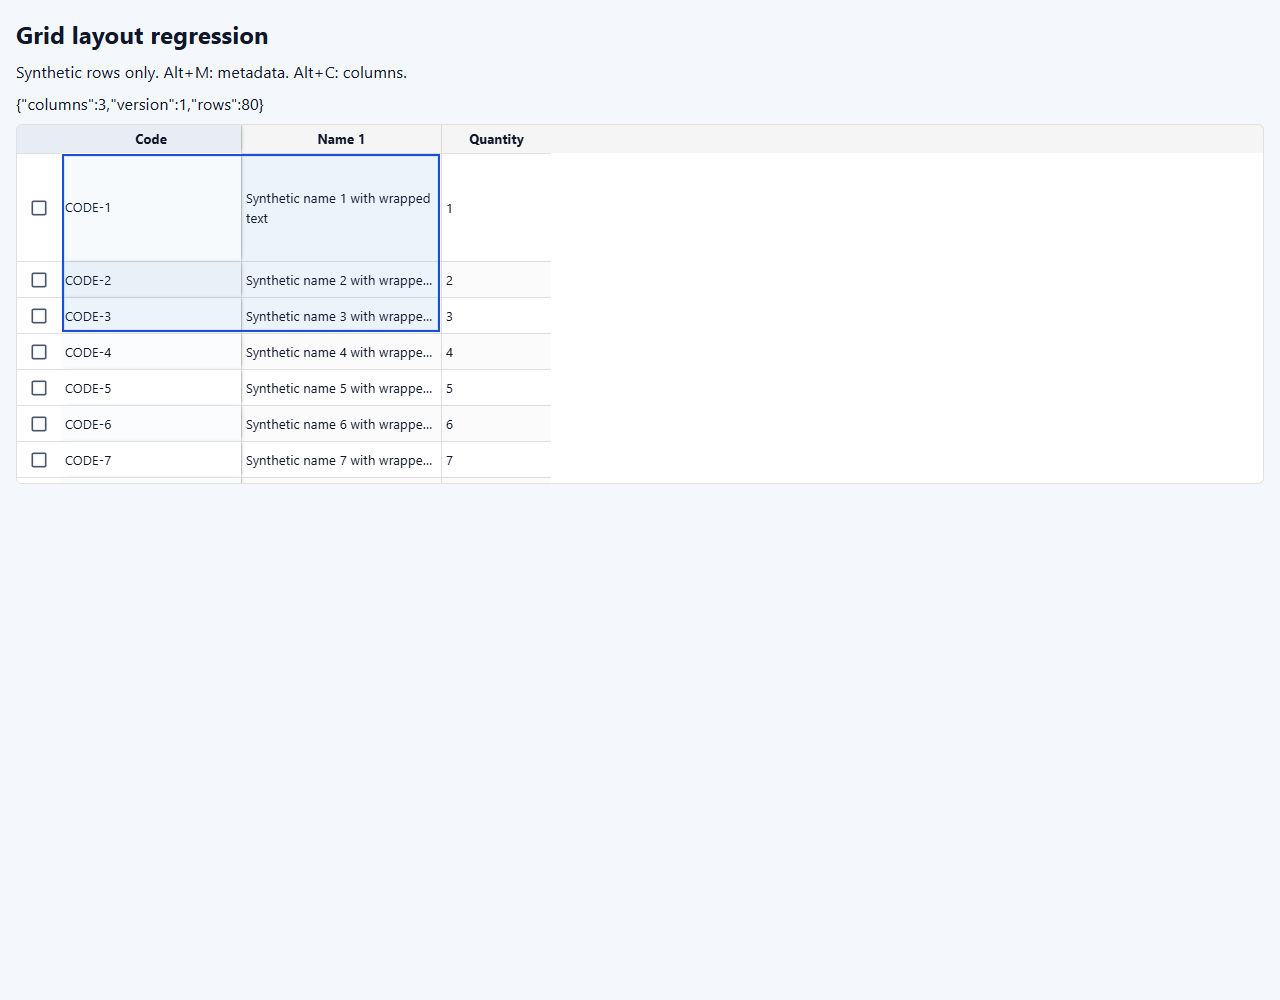 Grid layout regression
Synthetic rows only. Alt+M: metadata. Alt+C: columns.
{"columns":3,"version":1,"rows":80}
Code Name 1 Quantity
CODE-1 Synthetic name 1 with wrapped text 1
CODE-2 Synthetic name 2 with wrappe... 2
CODE-3 Synthetic name 3 with wrappe... 3
CODE-4 Synthetic name 4 with wrappe... 4
CODE-5 Synthetic name 5 with wrappe... 5
CODE-6 Synthetic name 6 with wrappe... 6
CODE-7 Synthetic name 7 with wrappe... 7